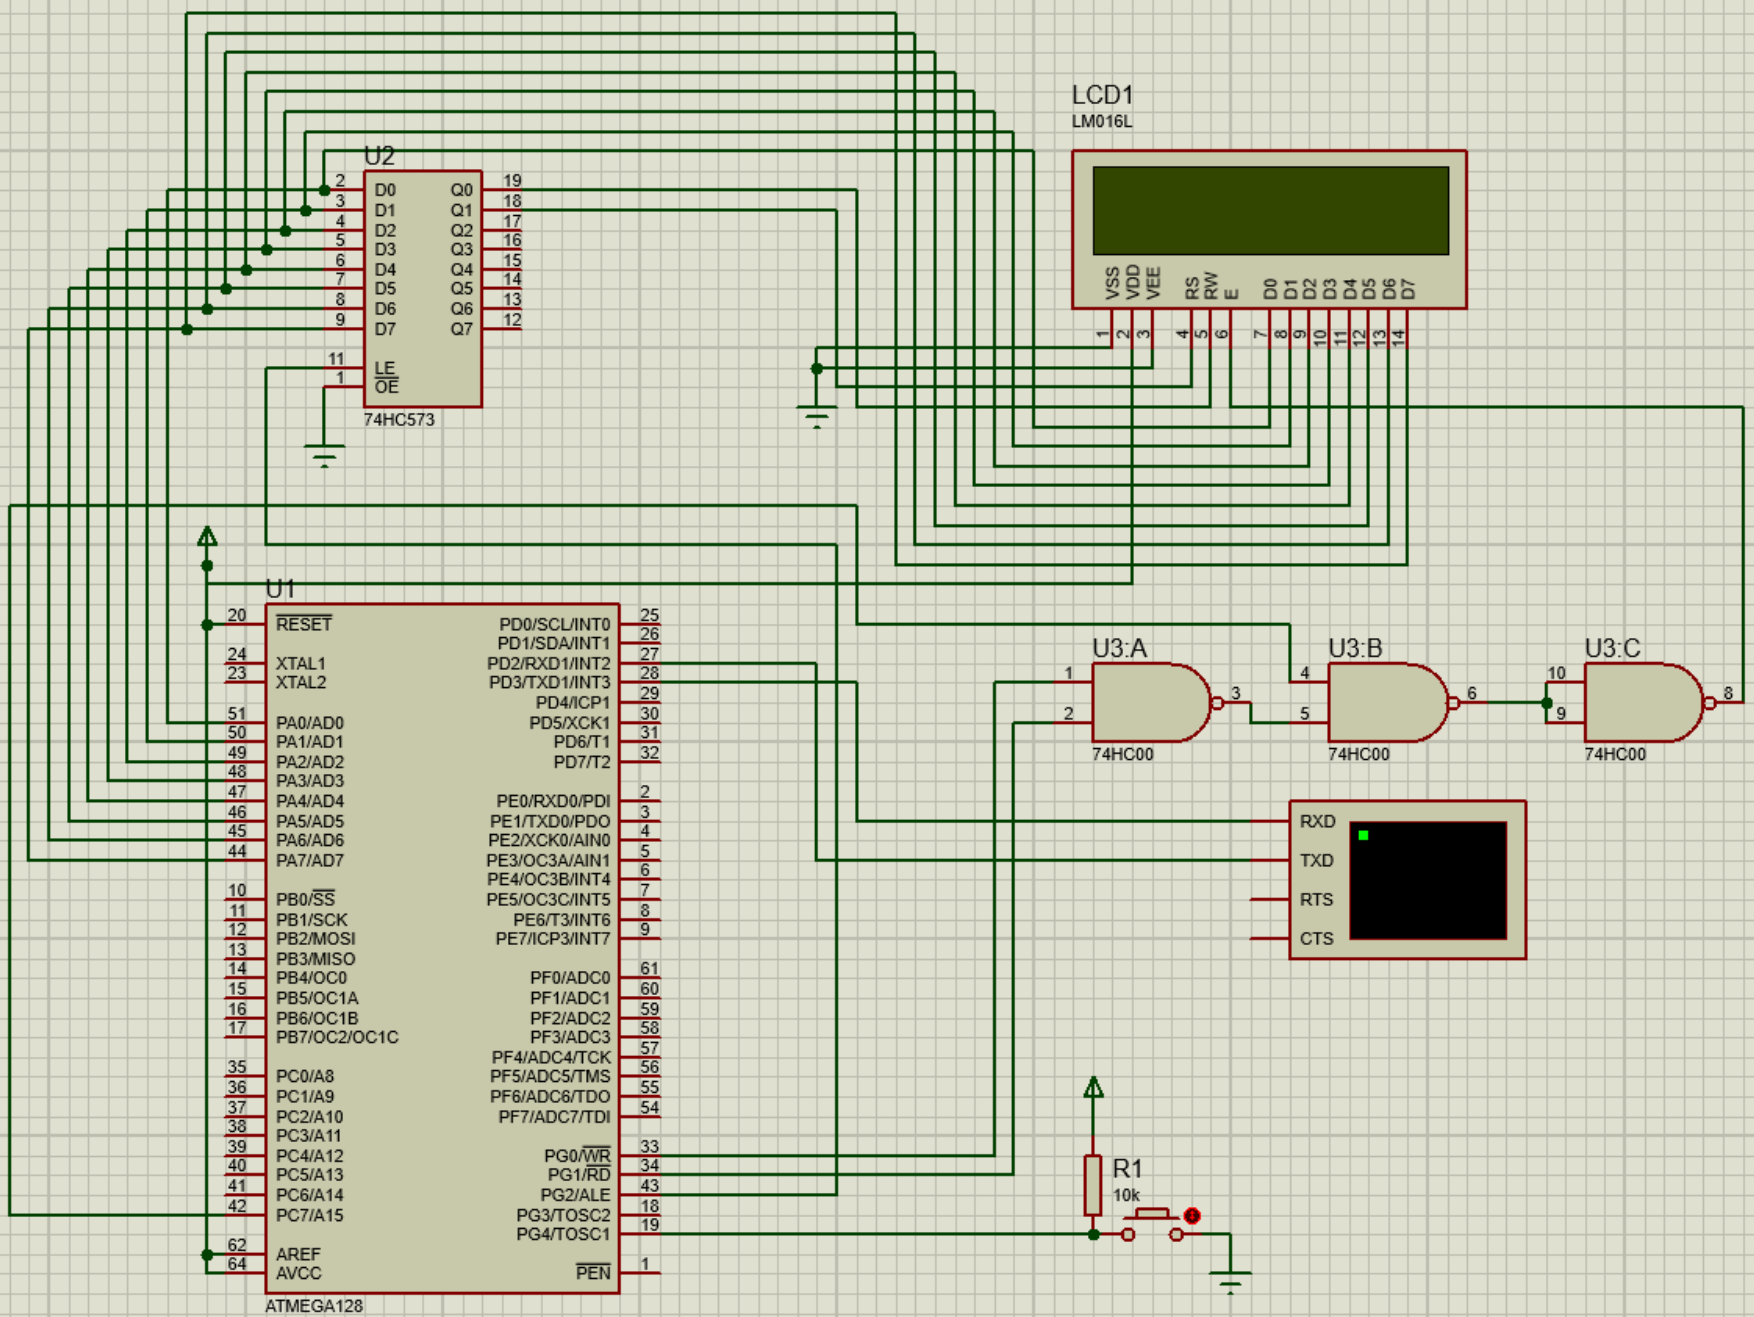 LCD1
LM016L
VSS VDD VEE RS RW E D0 D1 D2 D3 D4 D5 D6 D7
1 2 3 4 5 6 7 8 9 10 11 12 13 14
U2
2 D0 Q0 19
3 D1 Q1 18
4 D2 Q2 17
5 D3 Q3 16
6 D4 Q4 15
7 D5 Q5 14
8 D6 Q6 13
9 D7 Q7 12
11 LE
1 OE
74HC573
U1
20 RESET PD0/SCL/INT0 25
PD1/SDA/INT1 26
24 XTAL1 PD2/RXD1/INT2 27
23 XTAL2 PD3/TXD1/INT3 28
PD4/ICP1 29
51 PA0/AD0 PD5/XCK1 30
50 PA1/AD1 PD6/T1 31
49 PA2/AD2 PD7/T2 32
48 PA3/AD3
47 PA4/AD4 PE0/RXD0/PDI 2
46 PA5/AD5 PE1/TXD0/PDO 3
45 PA6/AD6 PE2/XCK0/AIN0 4
44 PA7/AD7 PE3/OC3A/AIN1 5
PE4/OC3B/INT4 6
10 PB0/SS PE5/OC3C/INT5 7
11 PB1/SCK PE6/T3/INT6 8
12 PB2/MOSI PE7/ICP3/INT7 9
13 PB3/MISO
14 PB4/OC0 PF0/ADC0 61
15 PB5/OC1A PF1/ADC1 60
16 PB6/OC1B PF2/ADC2 59
17 PB7/OC2/OC1C PF3/ADC3 58
PF4/ADC4/TCK 57
35 PC0/A8 PF5/ADC5/TMS 56
36 PC1/A9 PF6/ADC6/TDO 55
37 PC2/A10 PF7/ADC7/TDI 54
38 PC3/A11
39 PC4/A12 PG0/WR 33
40 PC5/A13 PG1/RD 34
41 PC6/A14 PG2/ALE 43
42 PC7/A15 PG3/TOSC2 18
PG4/TOSC1 19
62 AREF
64 AVCC PEN 1
ATMEGA128
U3:A
1
2
3
74HC00
U3:B
4
5
6
74HC00
U3:C
10
9
8
74HC00
RXD
TXD
RTS
CTS
R1
10k